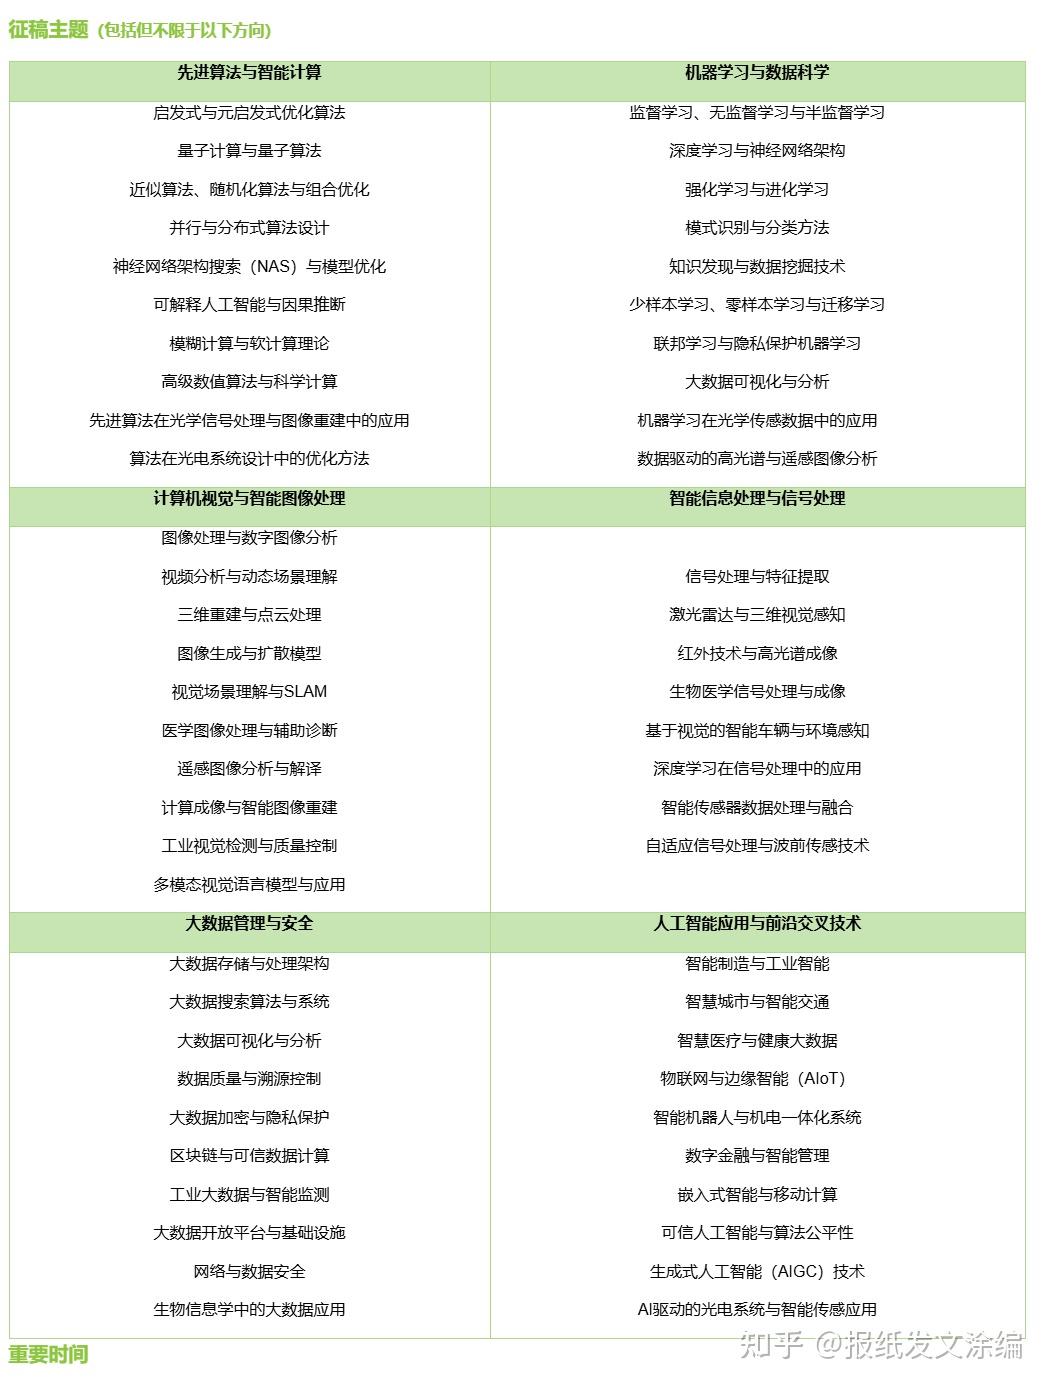 征稿主题 (包括但不限于以下方向)
先进算法与智能计算
启发式与元启发式优化算法
量子计算与量子算法
近似算法、随机化算法与组合优化
并行与分布式算法设计
神经网络架构搜索（NAS）与模型优化
可解释人工智能与因果推断
模糊计算与软计算理论
高级数值算法与科学计算
先进算法在光学信号处理与图像重建中的应用
算法在光电系统设计中的优化方法
机器学习与数据科学
监督学习、无监督学习与半监督学习
深度学习与神经网络架构
强化学习与进化学习
模式识别与分类方法
知识发现与数据挖掘技术
少样本学习、零样本学习与迁移学习
联邦学习与隐私保护机器学习
大数据可视化与分析
机器学习在光学传感数据中的应用
数据驱动的高光谱与遥感图像分析
计算机视觉与智能图像处理
图像处理与数字图像分析
视频分析与动态场景理解
三维重建与点云处理
图像生成与扩散模型
视觉场景理解与SLAM
医学图像处理与辅助诊断
遥感图像分析与解译
计算成像与智能图像重建
工业视觉检测与质量控制
多模态视觉语言模型与应用
智能信息处理与信号处理
信号处理与特征提取
激光雷达与三维视觉感知
红外技术与高光谱成像
生物医学信号处理与成像
基于视觉的智能车辆与环境感知
深度学习在信号处理中的应用
智能传感器数据处理与融合
自适应信号处理与波前传感技术
大数据管理与安全
大数据存储与处理架构
大数据搜索算法与系统
大数据可视化与分析
数据质量与溯源控制
大数据加密与隐私保护
区块链与可信数据计算
工业大数据与智能监测
大数据开放平台与基础设施
网络与数据安全
生物信息学中的大数据应用
人工智能应用与前沿交叉技术
智能制造与工业智能
智慧城市与智能交通
智慧医疗与健康大数据
物联网与边缘智能（AIoT）
智能机器人与机电一体化系统
数字金融与智能管理
嵌入式智能与移动计算
可信人工智能与算法公平性
生成式人工智能（AIGC）技术
AI驱动的光电系统与智能传感应用
重要时间
知乎 @报纸发文涂编